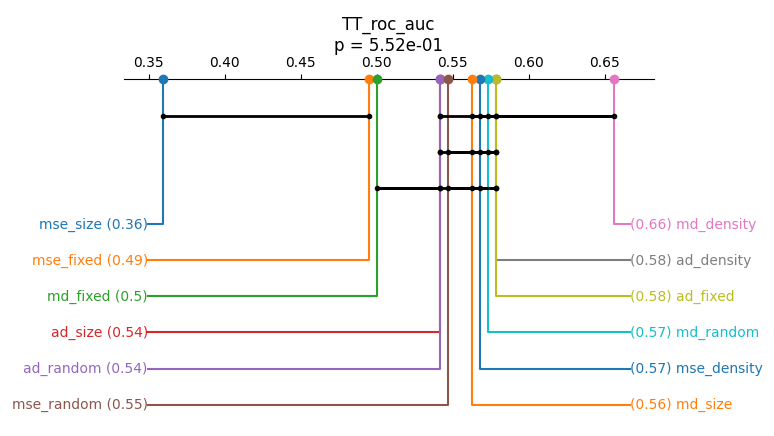 TT_roc_auc
p = 5.52e-01
0.35 0.40 0.45 0.50 0.55 0.60 0.65
mse_size (0.36) (0.66) md_density
mse_fixed (0.49) (0.58) ad_density
md_fixed (0.5) (0.58) ad_fixed
ad_size (0.54) (0.57) md_random
ad_random (0.54) (0.57) mse_density
mse_random (0.55) (0.56) md_size